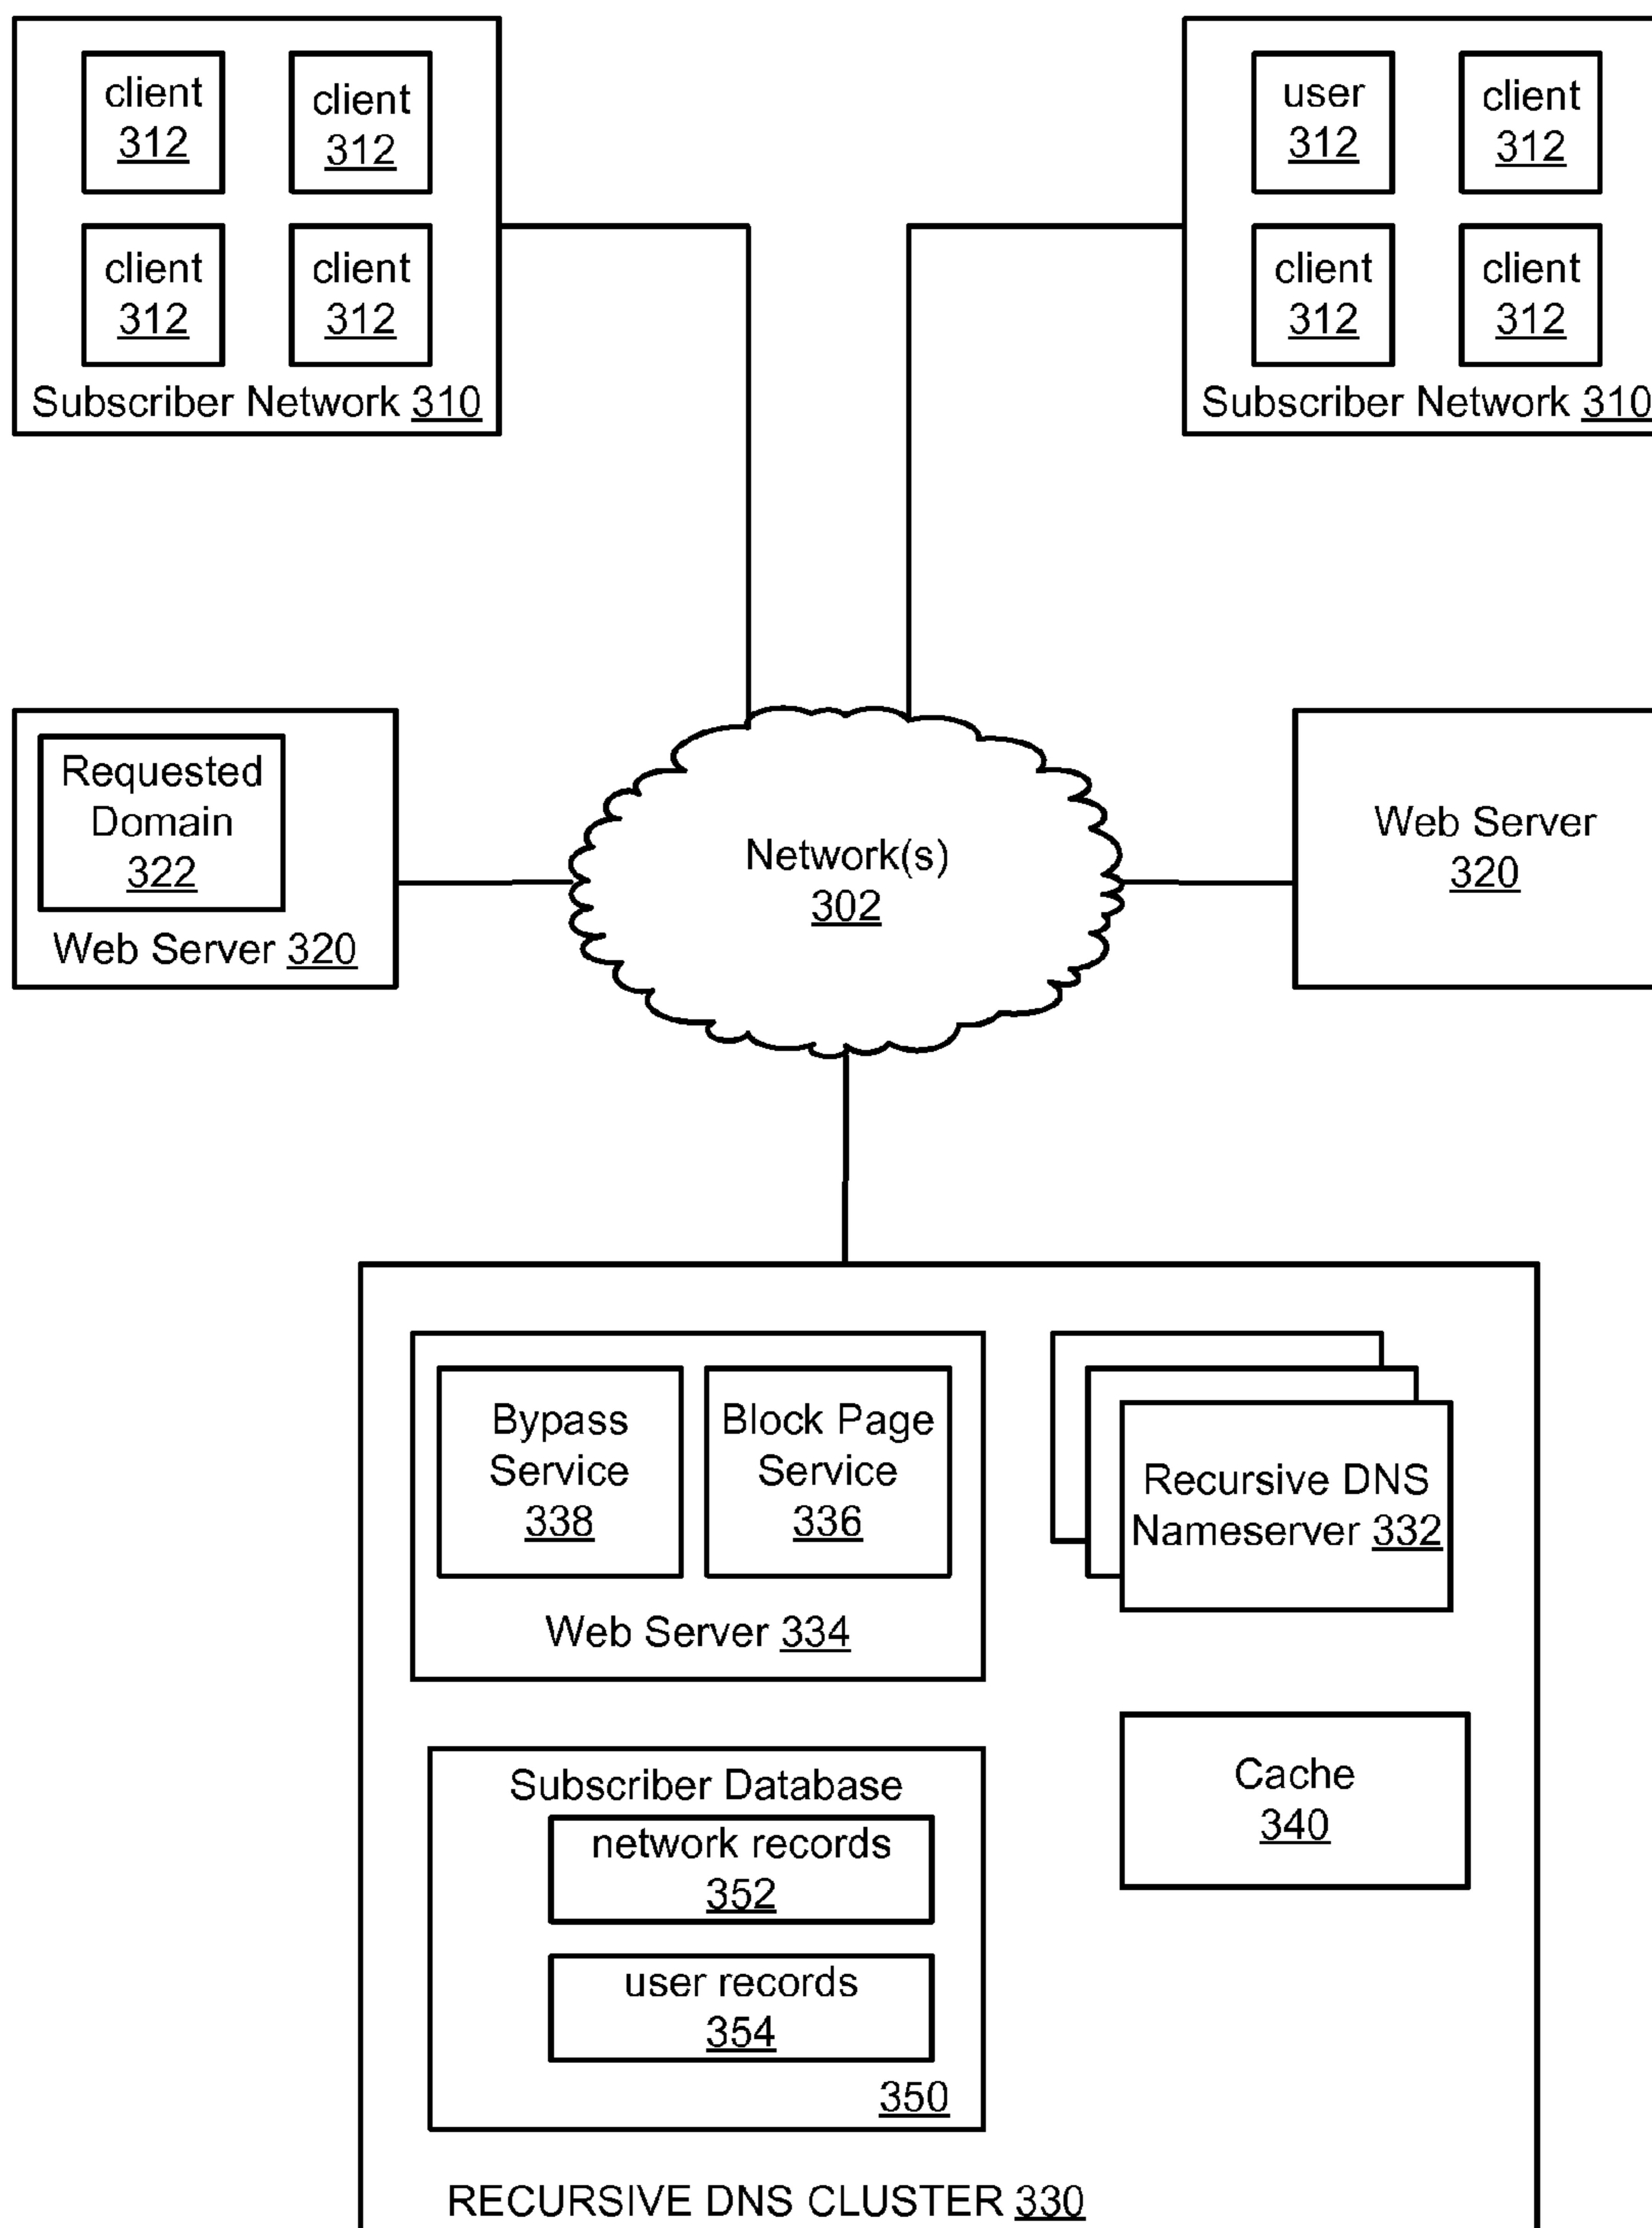 client
312
client
312
client
312
client
312
Subscriber Network 310
user
312
client
312
client
312
client
312
Subscriber Network 310
Requested
Domain
322
Web Server 320
Network(s)
302
Web Server
320
Bypass
Service
338
Block Page
Service
336
Web Server 334
Recursive DNS
Nameserver 332
Subscriber Database
network records
352
user records
354
350
Cache
340
RECURSIVE DNS CLUSTER 330